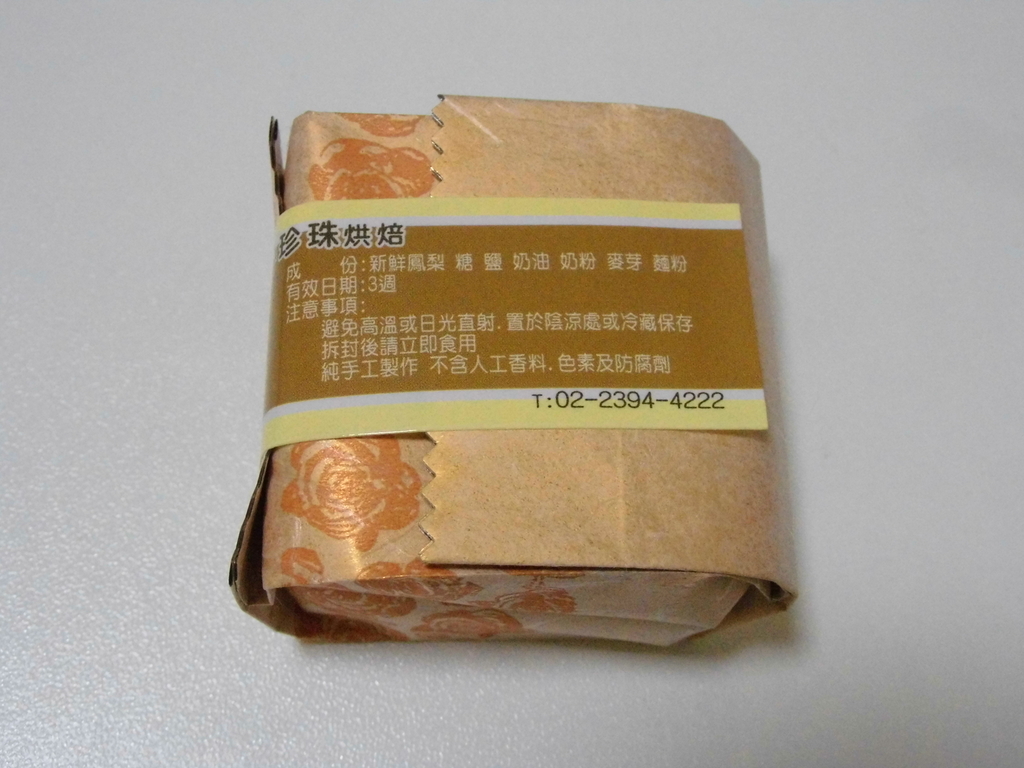 珍珠烘焙
成　　份:新鮮鳳梨 糖 鹽 奶油 奶粉 麥芽 麵粉
有效日期:3週
注意事項:
避免高溫或日光直射.置於陰涼處或冷藏保存
拆封後請立即食用
純手工製作 不含人工香料.色素及防腐劑
T:02-2394-4222